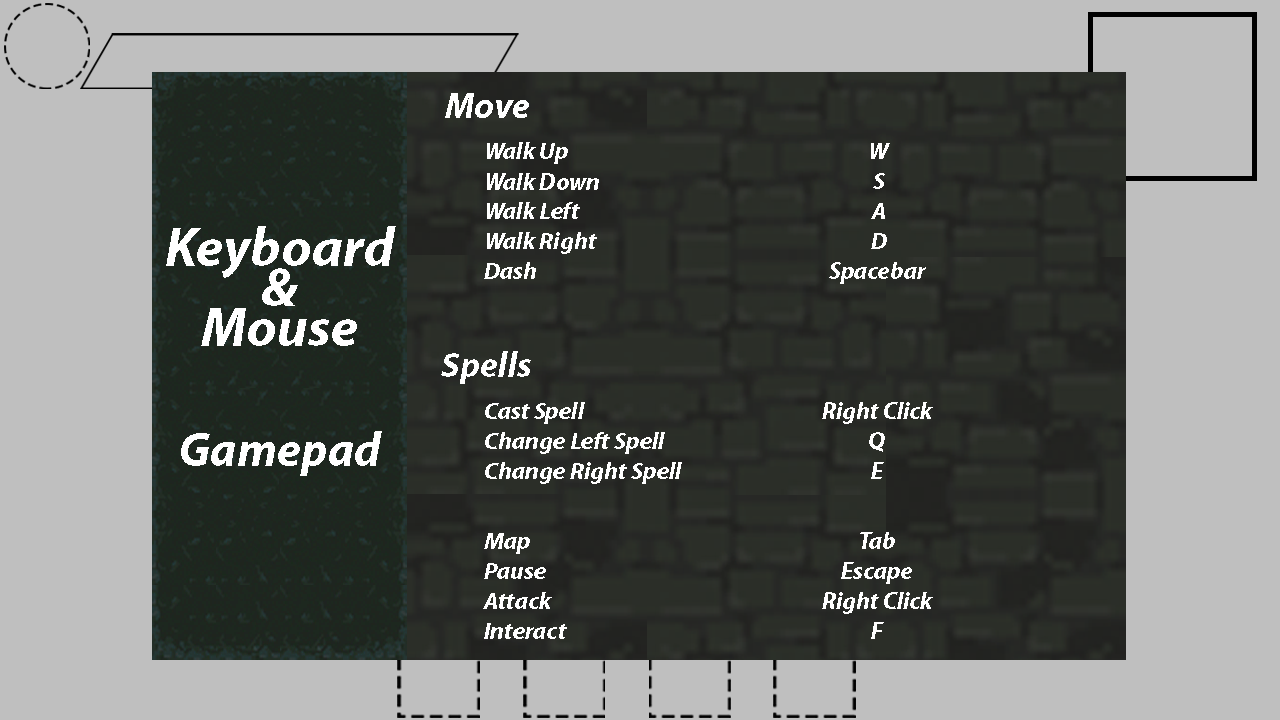 Keyboard
&
Mouse
Gamepad
Move
Walk Up W
Walk Down S
Walk Left A
Walk Right D
Dash Spacebar
Spells
Cast Spell Right Click
Change Left Spell Q
Change Right Spell E
Map Tab
Pause Escape
Attack Right Click
Interact F